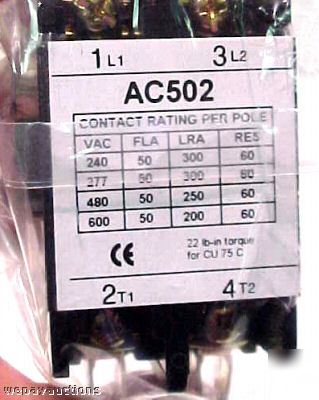 1 L1 3 L2
AC502
CONTACT RATING PER POLE
VAC FLA LRA RES
240 50 300 60
277 50 300 60
480 50 250 60
600 50 200 60
CE 22 lb-in torque
for CU 75 C
2 T1 4 T2
wepayauctions